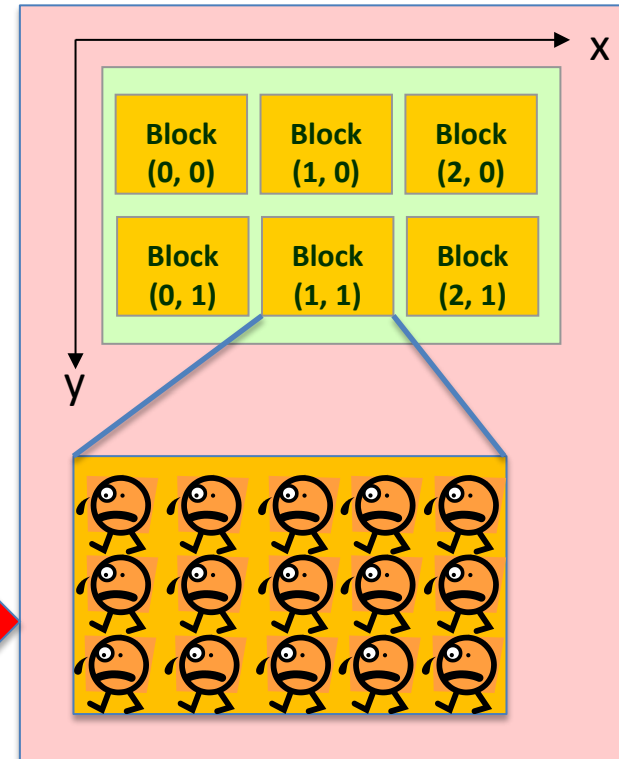 x
Block
(0, 0)
Block
(1, 0)
Block
(2, 0)
Block
(0, 1)
Block
(1, 1)
Block
(2, 1)
y